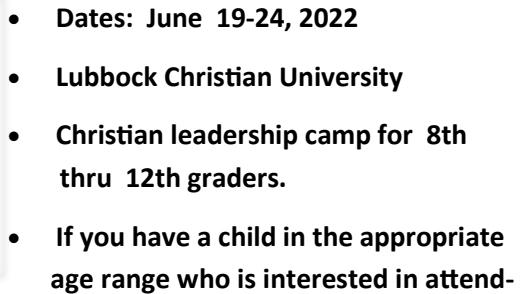 • Dates: June 19-24, 2022
• Lubbock Christian University
• Christian leadership camp for 8th
thru 12th graders.
• If you have a child in the appropriate
age range who is interested in attend-